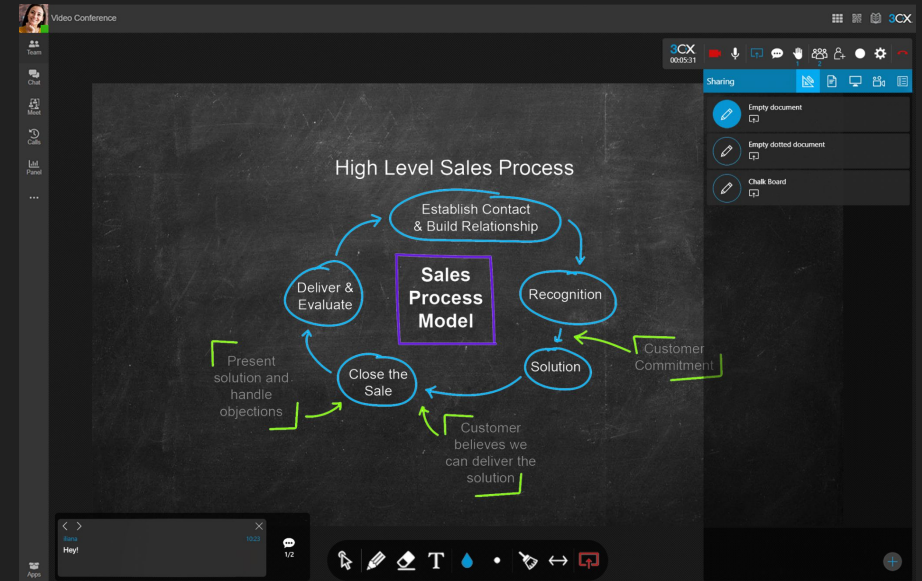 Video Conference
3CX
Team
Chat
Meet
Calls
Panel
Apps
3CX
00:05:31
2
Sharing
Empty document
Empty dotted document
Chalk Board
High Level Sales Process
Establish Contact
& Build Relationship
Deliver &
Evaluate
Sales
Process
Model
Recognition
Customer
Commitment
Solution
Present
solution and
handle
objections
Close the
Sale
Customer
believes we
can deliver the
solution
10:23
Hey!
1/2
T